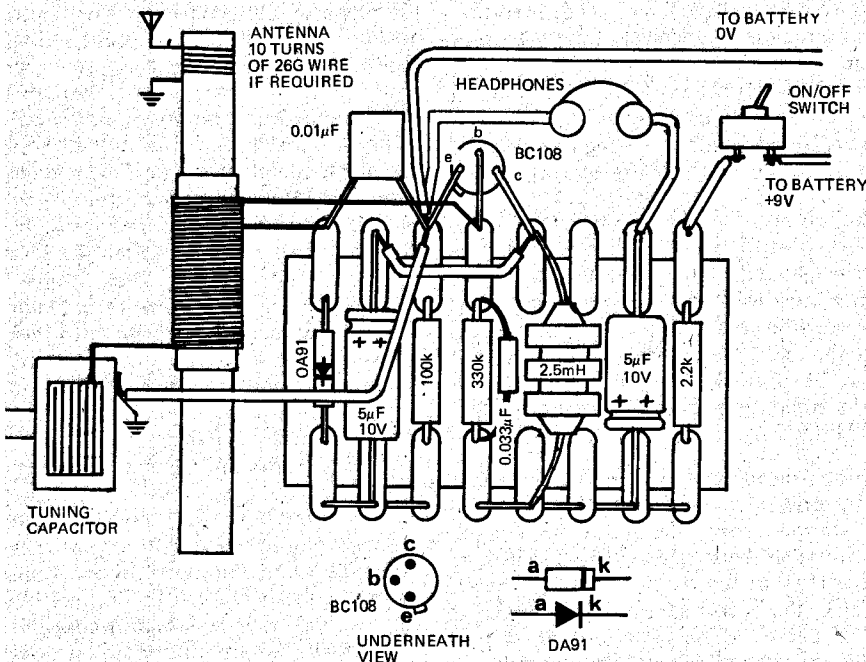 ANTENNA
10 TURNS
OF 26G WIRE
IF REQUIRED
TO BATTERY
0V
HEADPHONES
ON/OFF
SWITCH
0.01µF
b
e
c
BC108
TO BATTERY
+9V
OA91
+ +
5µF
10V
100k
330k
0.033µF
2.5mH
5µF
10V
+ +
2.2k
TUNING
CAPACITOR
c
b
e
BC108
UNDERNEATH
VIEW
a k
a k
DA91